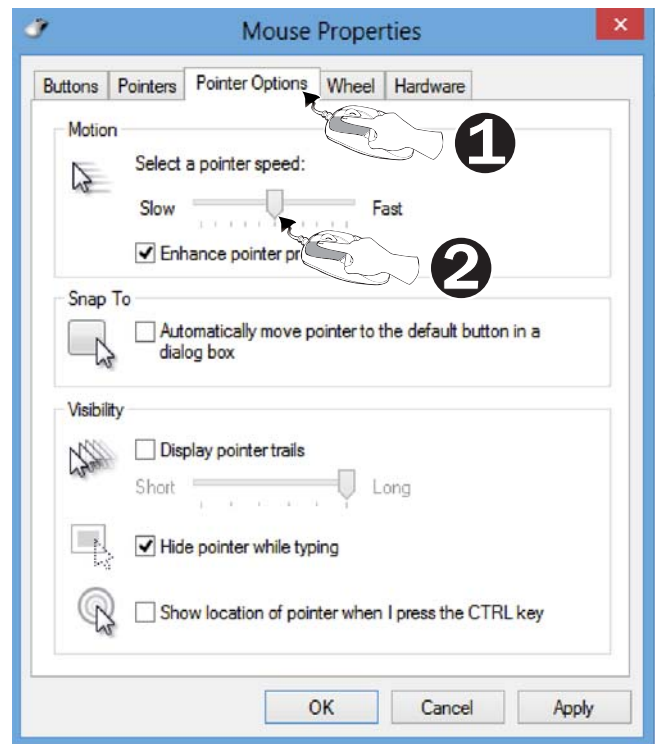 Mouse Properties
×
Buttons Pointers Pointer Options Wheel Hardware
1
Motion
Select a pointer speed:
Slow Fast
Enhance pointer pr
2
Snap To
Automatically move pointer to the default button in a
dialog box
Visibility
Display pointer trails
Short Long
Hide pointer while typing
Show location of pointer when I press the CTRL key
OK Cancel Apply